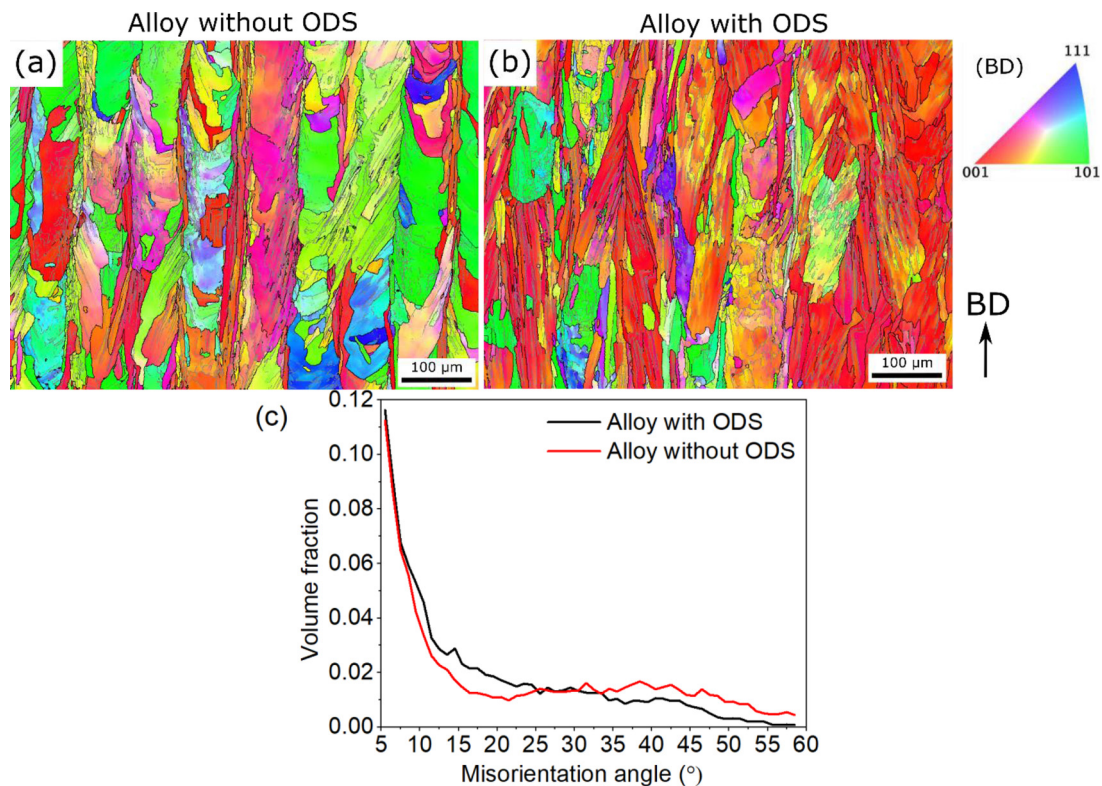 Alloy without ODS
Alloy with ODS
(a)
(b)
(BD)
111
001
101
BD
100 µm
100 µm
(c)
Alloy with ODS
Alloy without ODS
Volume fraction
0.12
0.10
0.08
0.06
0.04
0.02
0.00
5 10 15 20 25 30 35 40 45 50 55 60
Misorientation angle (°)